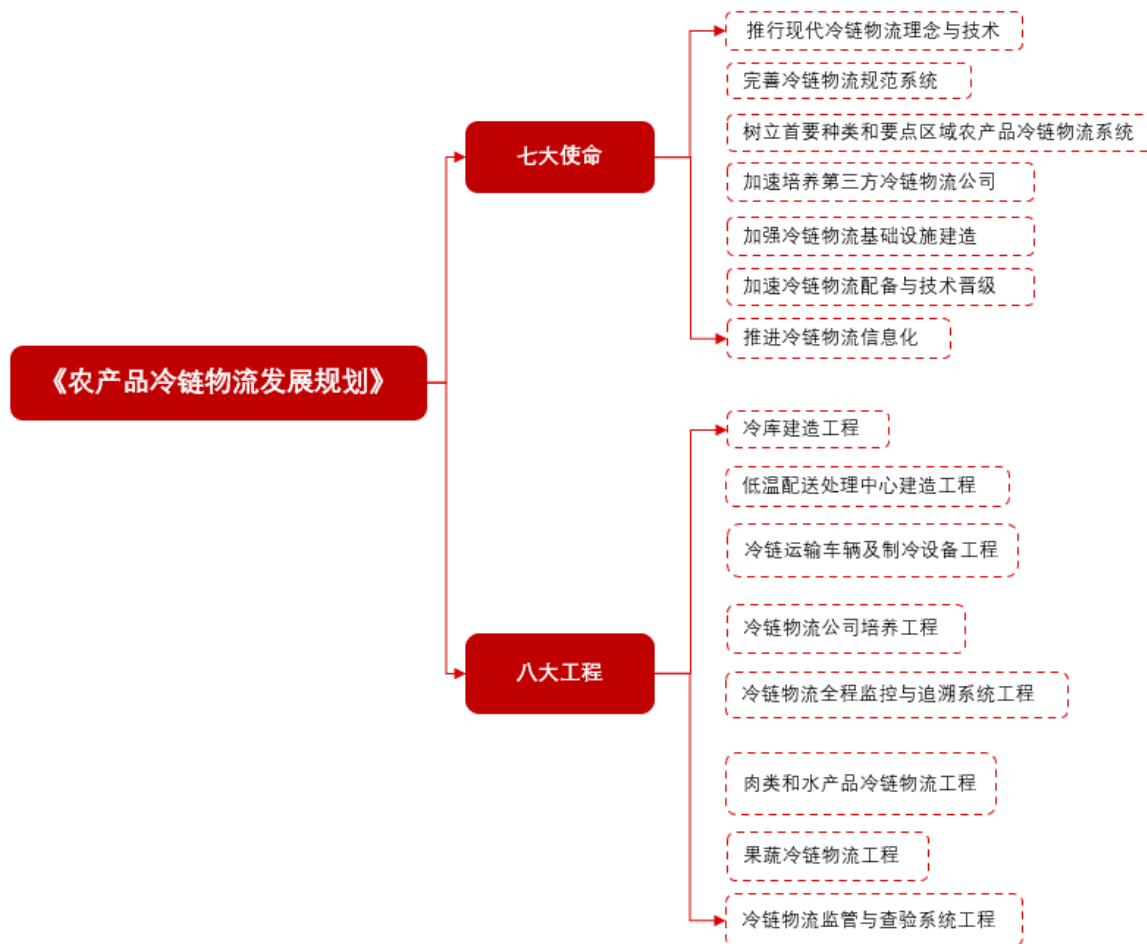 《农产品冷链物流发展规划》
七大使命
推行现代冷链物流理念与技术
完善冷链物流规范系统
树立首要种类和要点区域农产品冷链物流系统
加速培养第三方冷链物流公司
加强冷链物流基础设施建造
加速冷链物流配备与技术晋级
推进冷链物流信息化
八大工程
冷库建造工程
低温配送处理中心建造工程
冷链运输车辆及制冷设备工程
冷链物流公司培养工程
冷链物流全程监控与追溯系统工程
肉类和水产品冷链物流工程
果蔬冷链物流工程
冷链物流监管与查验系统工程